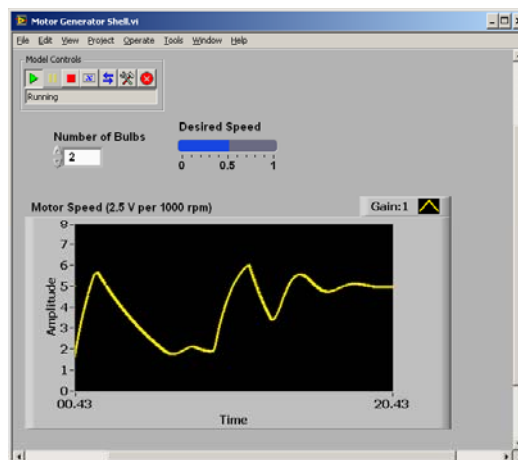 Motor Generator Shell.vi
File Edit View Project Operate Tools Window Help
Model Controls
Running
Number of Bulbs
2
Desired Speed
0 0.5 1
Motor Speed (2.5 V per 1000 rpm)
Gain:1
9
8
7
6
5
4
3
2
1
0
Amplitude
00.43 20.43
Time